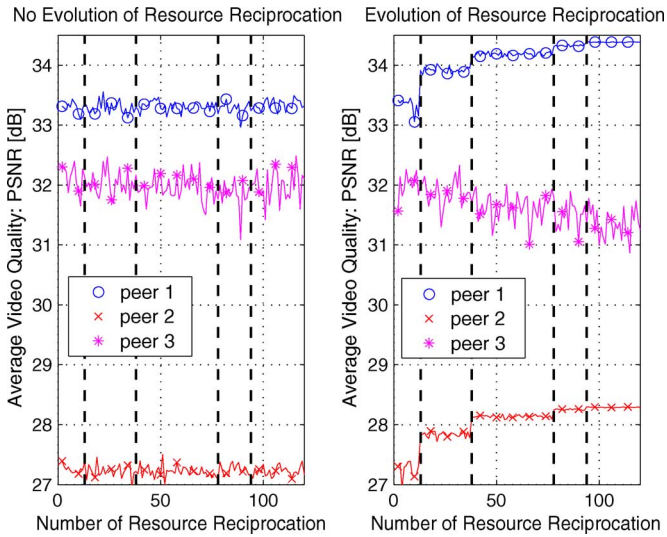 No Evolution of Resource Reciprocation
Average Video Quality: PSNR [dB]
34
33
32
31
30
29
28
27
peer 1
peer 2
peer 3
0
50
100
Number of Resource Reciprocation
Evolution of Resource Reciprocation
Average Video Quality: PSNR [dB]
34
33
32
31
30
29
28
27
peer 1
peer 2
peer 3
0
50
100
Number of Resource Reciprocation